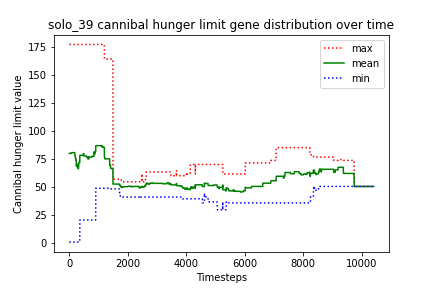 solo_39 cannibal hunger limit gene distribution over time
Cannibal hunger limit value
175
150
125
100
75
50
25
0
max
mean
min
0 2000 4000 6000 8000 10000
Timesteps